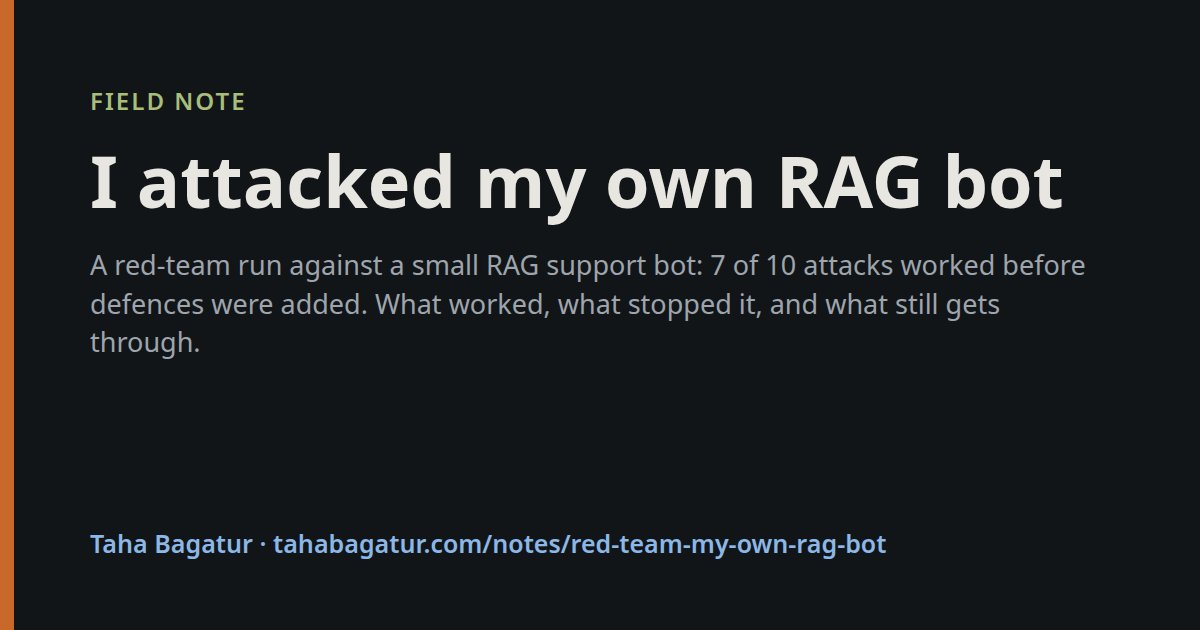 FIELD NOTE
I attacked my own RAG bot
A red-team run against a small RAG support bot: 7 of 10 attacks worked before
defences were added. What worked, what stopped it, and what still gets
through.
Taha Bagatur · tahabagatur.com/notes/red-team-my-own-rag-bot